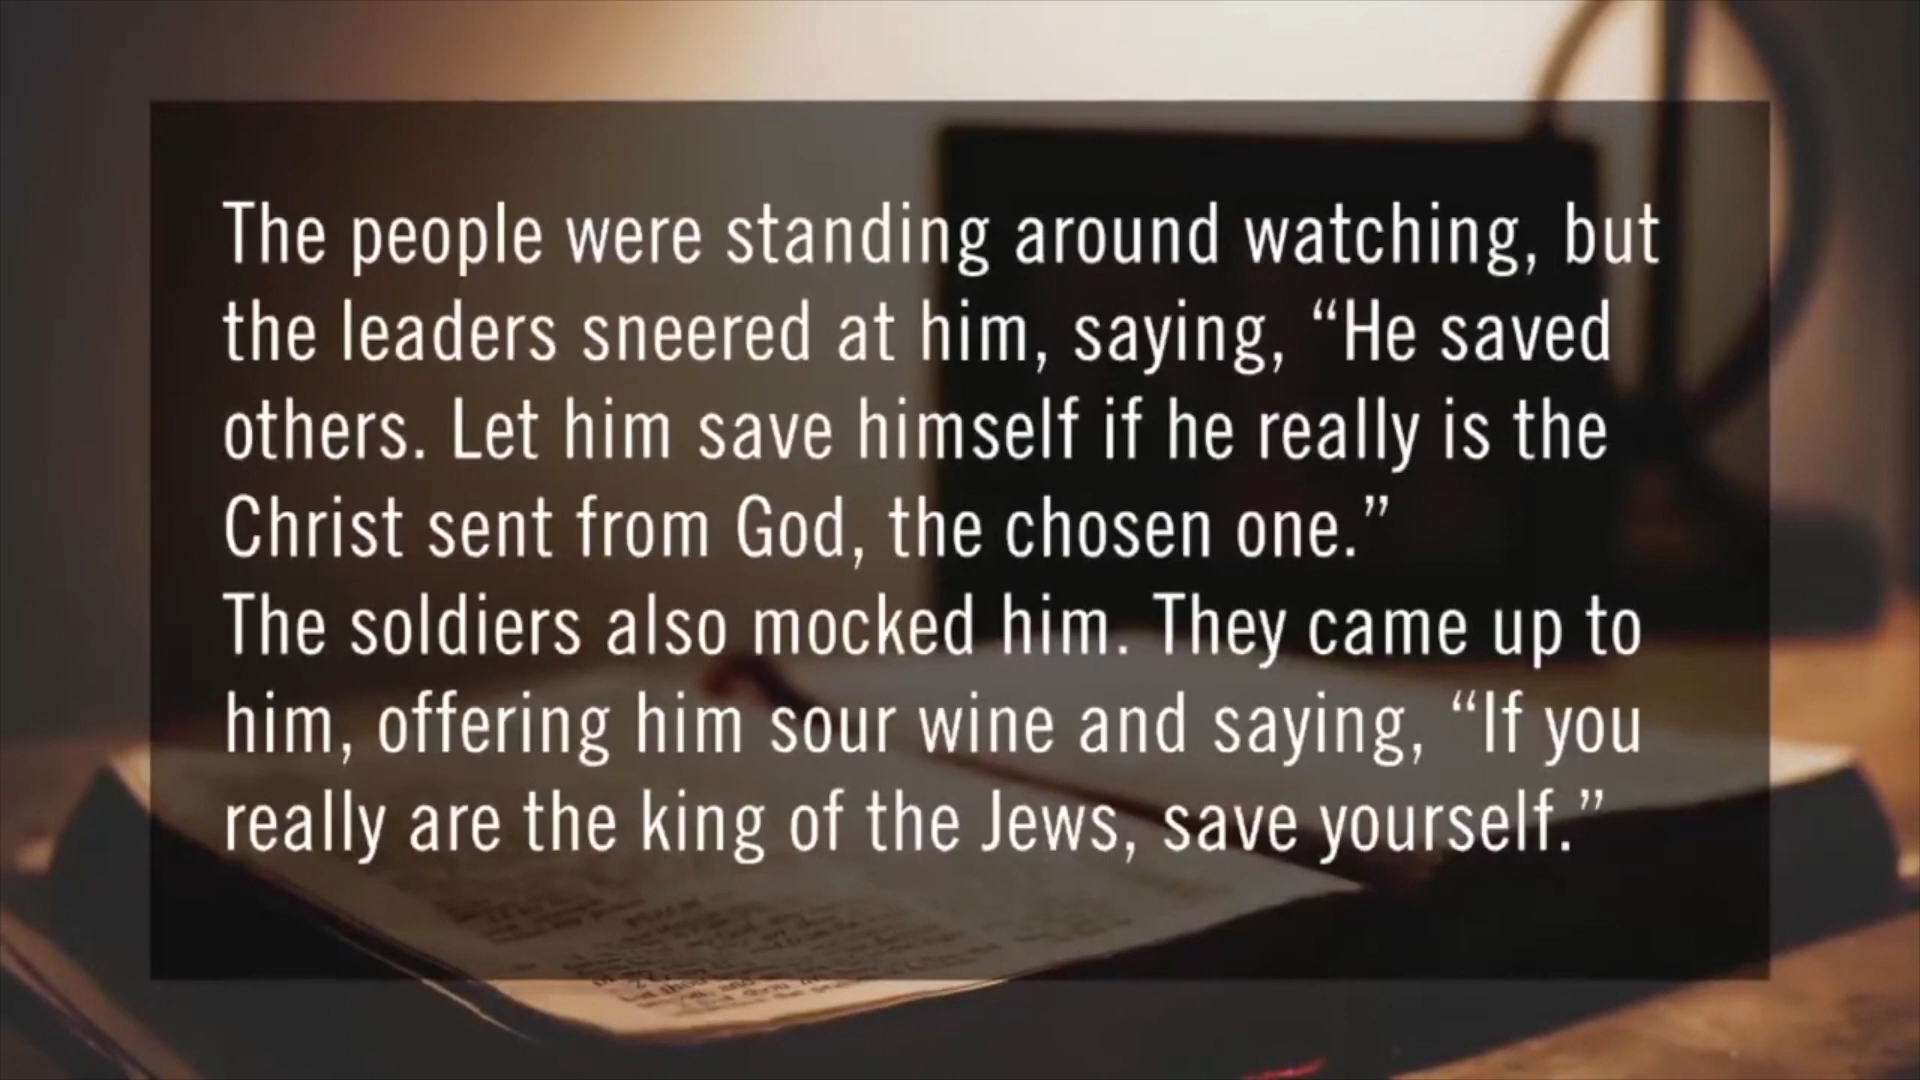 The people were standing around watching, but
the leaders sneered at him, saying, “He saved
others. Let him save himself if he really is the
Christ sent from God, the chosen one.”
The soldiers also mocked him. They came up to
him, offering him sour wine and saying, “If you
really are the king of the Jews, save yourself.”